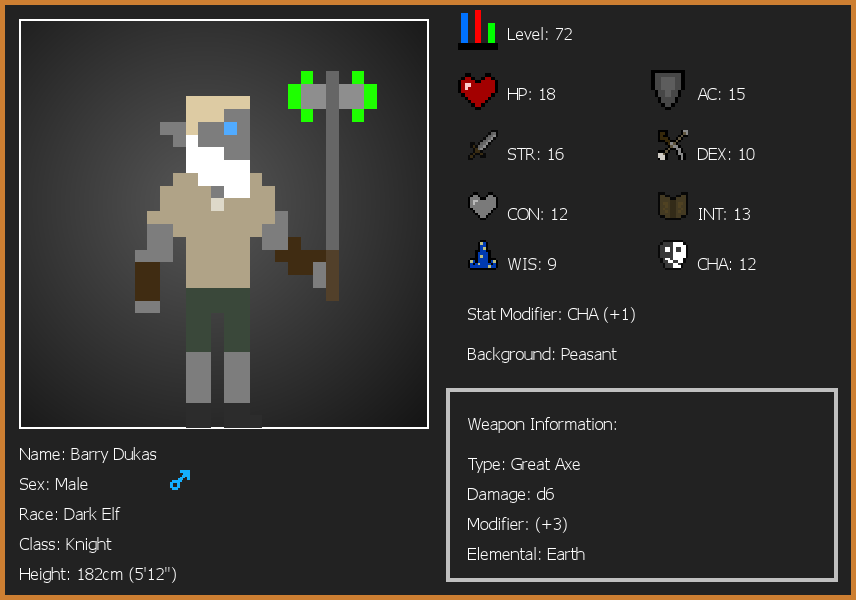 Level: 72
HP: 18
AC: 15
STR: 16
DEX: 10
CON: 12
INT: 13
WIS: 9
CHA: 12
Stat Modifier: CHA (+1)
Background: Peasant
Weapon Information:
Type: Great Axe
Damage: d6
Modifier: (+3)
Elemental: Earth
Name: Barry Dukas
Sex: Male
Race: Dark Elf
Class: Knight
Height: 182cm (5'12")